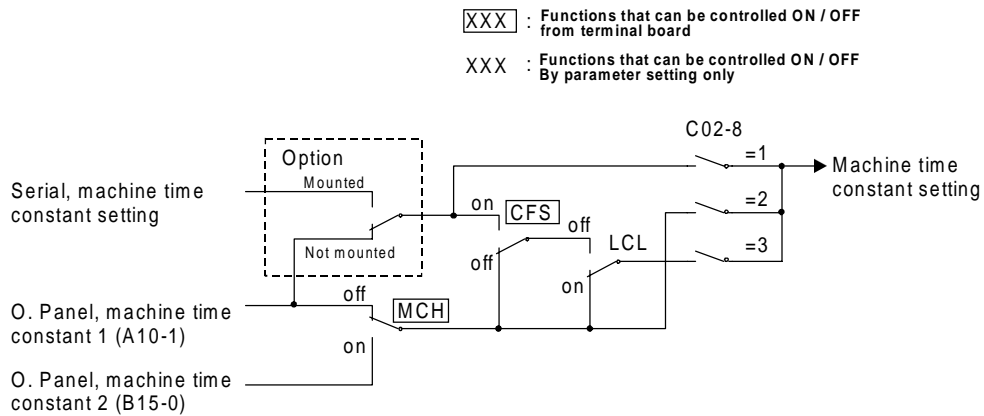 XXX : Functions that can be controlled ON / OFF
from terminal board
XXX : Functions that can be controlled ON / OFF
By parameter setting only
C02-8
Option
Mounted
Not mounted
Serial, machine time
constant setting
on
CFS
off
off
LCL
on
=1
=2
=3
Machine time
constant setting
O. Panel, machine time
constant 1 (A10-1)
off
MCH
on
O. Panel, machine time
constant 2 (B15-0)